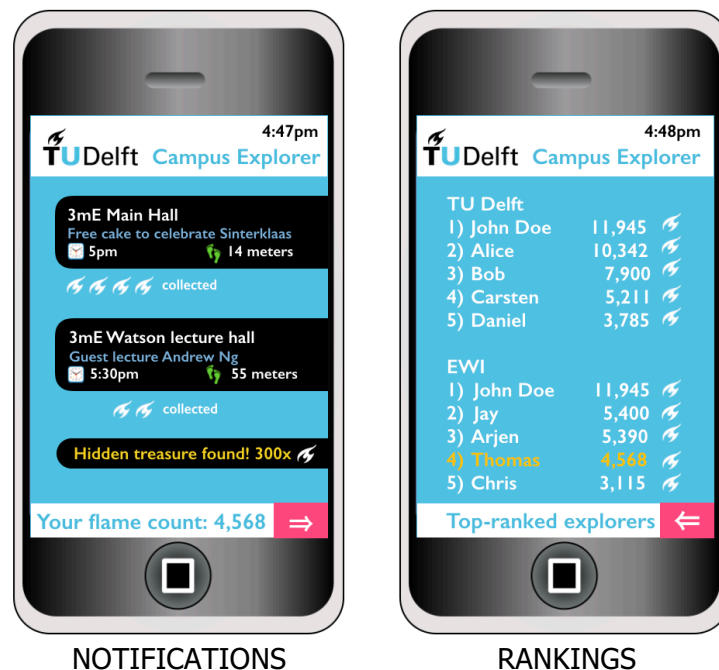 4:47pm
TU Delft Campus Explorer
3mE Main Hall
Free cake to celebrate Sinterklaas
5pm 14 meters
collected
3mE Watson lecture hall
Guest lecture Andrew Ng
5:30pm 55 meters
collected
Hidden treasure found! 300x
Your flame count: 4,568 ⇒
NOTIFICATIONS
4:48pm
TU Delft Campus Explorer
TU Delft
1) John Doe 11,945
2) Alice 10,342
3) Bob 7,900
4) Carsten 5,211
5) Daniel 3,785
EWI
1) John Doe 11,945
2) Jay 5,400
3) Arjen 5,390
4) Thomas 4,568
5) Chris 3,115
Top-ranked explorers ⇐
RANKINGS